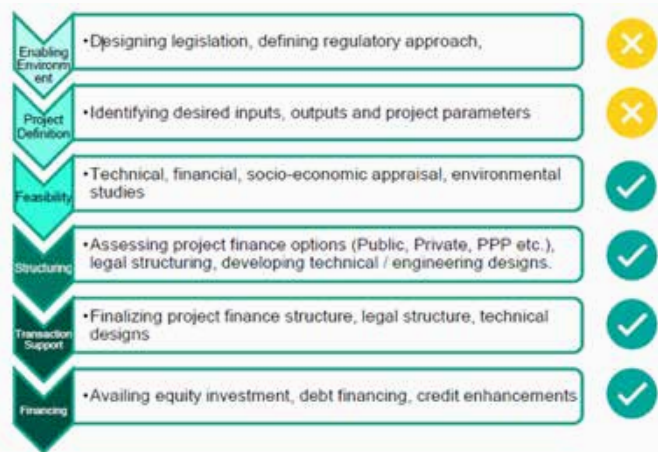 Enabling
Environm
ent
•Designing legislation, defining regulatory approach,
Project
Definition
•Identifying desired inputs, outputs and project parameters
Feasibility
•Technical, financial, socio-economic appraisal, environmental
studies
Structuring
•Assessing project finance options (Public, Private, PPP etc.),
legal structuring, developing technical / engineering designs.
Transaction
Support
•Finalizing project finance structure, legal structure, technical
designs
Financing
•Availing equity investment, debt financing, credit enhancements